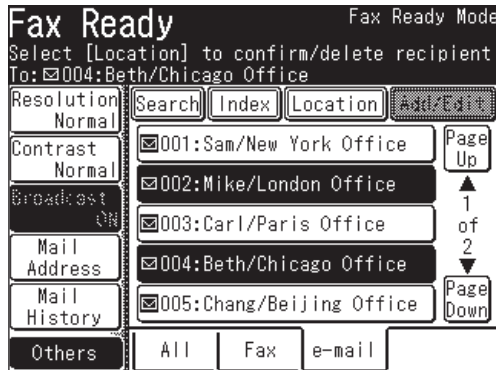 Fax Ready
Fax Ready Mode
Select [Location] to confirm/delete recipient
To:✉004:Beth/Chicago Office
Resolution
Normal
Search
Index
Location
Add/Edit
Contrast
Normal
✉001:Sam/New York Office
Page
Up
Broadcast
ON
✉002:Mike/London Office
1
of
2
✉003:Carl/Paris Office
Mail
Address
✉004:Beth/Chicago Office
Mail
History
✉005:Chang/Beijing Office
Page
Down
Others
All
Fax
e-mail